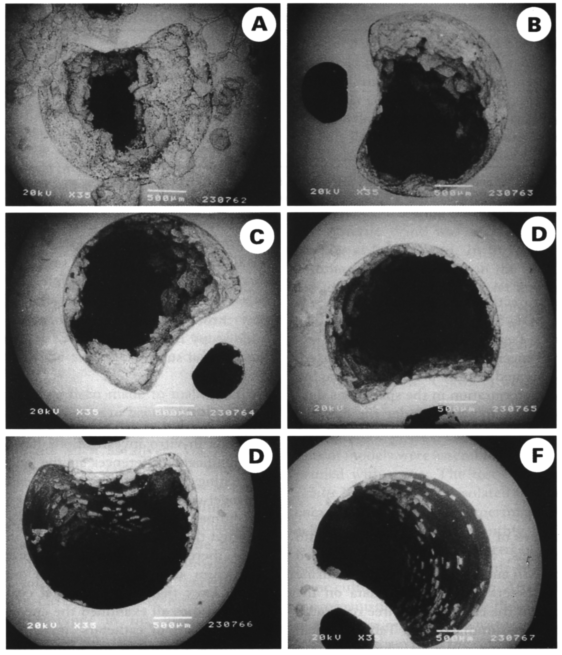 A
20kV X35 500µm 230762
B
20kV X35 500µm 230763
C
20kV X35 500µm 230764
D
20kV 500µm 230765
D
20kV X35 500µm 230766
F
20kV X35 500µm 230767